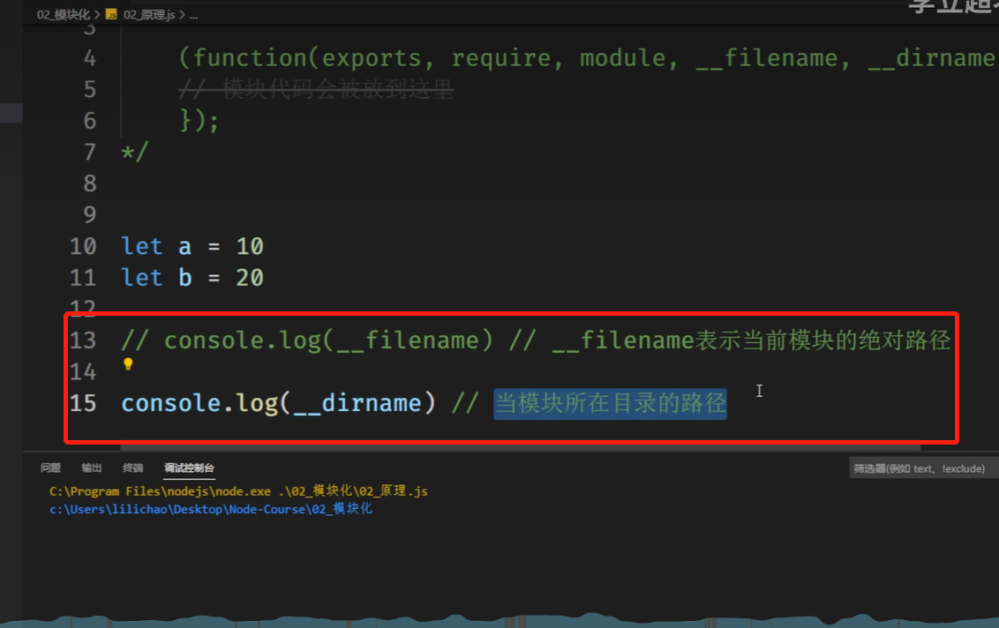 02_模块化 > JS 02_原理.js > ...
李立超
3
4 (function(exports, require, module, __filename, __dirname
5 // 模块代码会被放到这里
6 });
7 */
8
9
10 let a = 10
11 let b = 20
12
13 // console.log(__filename) // __filename表示当前模块的绝对路径
14
15 console.log(__dirname) // 当模块所在目录的路径
问题 输出 终端 调试控制台
筛选器(例如 text、!exclude)
C:\Program Files\nodejs\node.exe .\02_模块化\02_原理.js
c:\Users\lilichao\Desktop\Node-Course\02_模块化